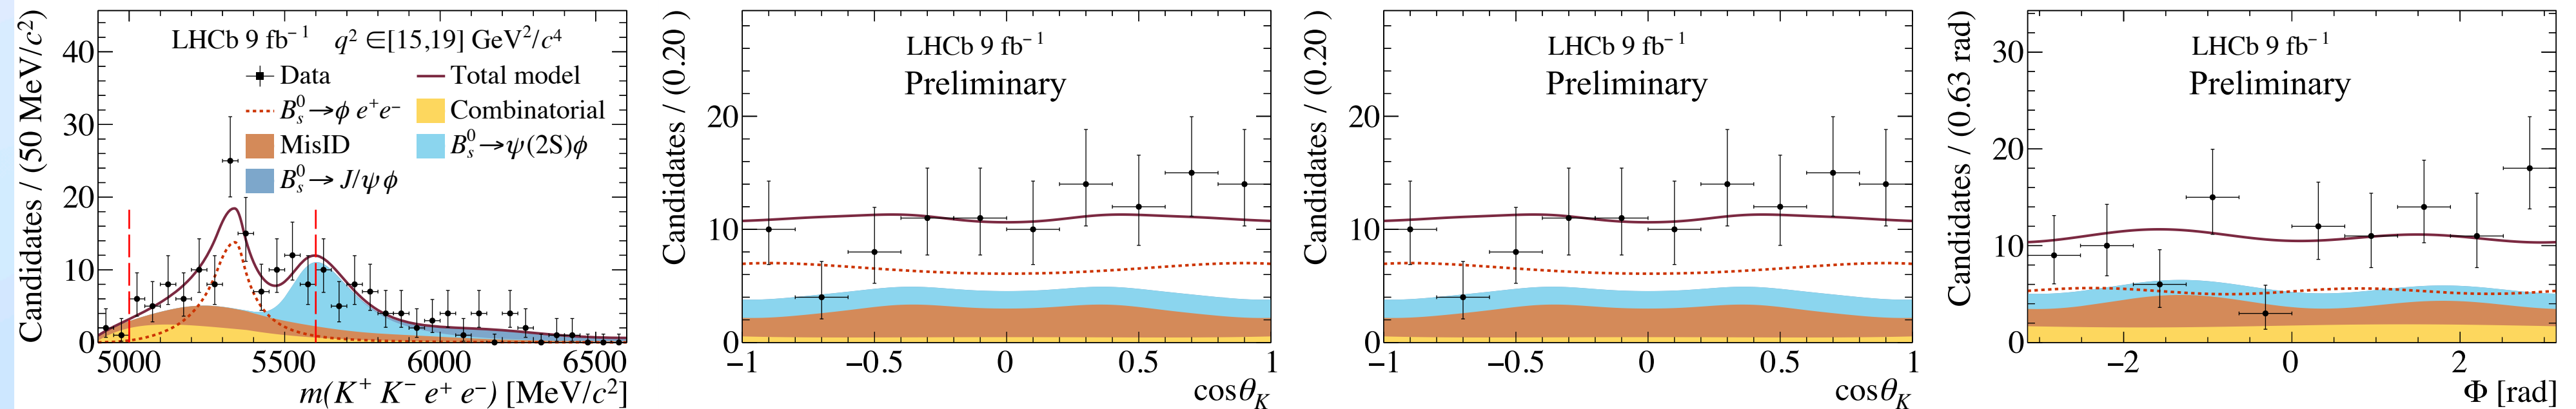 Candidates / (50 MeV/c²)
LHCb 9 fb⁻¹ q² ∈[15,19] GeV²/c⁴
Data
Total model
B⁰ₛ→ϕ e⁺e⁻
Combinatorial
MisID
B⁰ₛ→ψ(2S)ϕ
B⁰ₛ→ J/ψ ϕ
40
30
20
10
0
5000 5500 6000 6500
m(K⁺ K⁻ e⁺ e⁻) [MeV/c²]
Candidates / (0.20 )
LHCb 9 fb⁻¹
Preliminary
20
10
0
−1 −0.5 0 0.5 1
cosθ_K
Candidates / (0.20 )
LHCb 9 fb⁻¹
Preliminary
20
10
0
−1 −0.5 0 0.5 1
cosθ_K
Candidates / (0.63 rad)
LHCb 9 fb⁻¹
Preliminary
30
20
10
0
−2 0 2
Φ [rad]